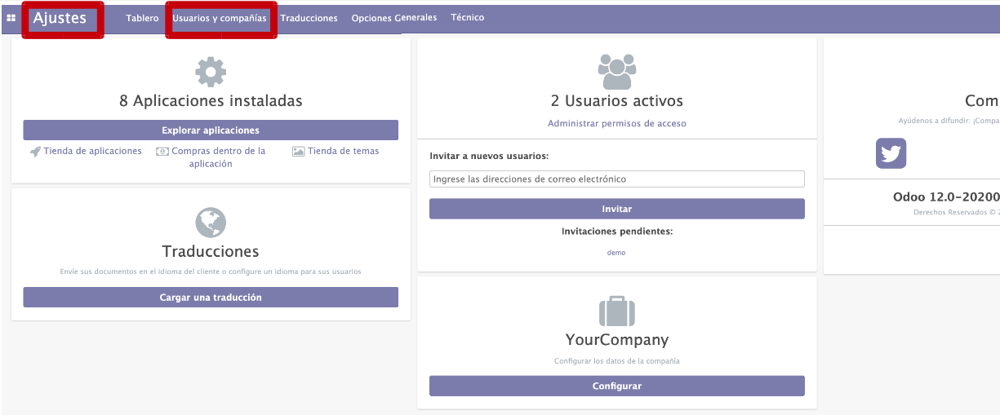 Ajustes
Tablero
Usuarios y compañías
Traducciones
Opciones Generales
Técnico
8 Aplicaciones instaladas
Explorar aplicaciones
Tienda de aplicaciones
Compras dentro de la
aplicación
Tienda de temas
Traducciones
Envíe sus documentos en el idioma del cliente o configure un idioma para sus usuarios
Cargar una traducción
2 Usuarios activos
Administrar permisos de acceso
Invitar a nuevos usuarios:
Ingrese las direcciones de correo electrónico
Invitar
Invitaciones pendientes:
demo
YourCompany
Configurar los datos de la compañía
Configurar
Com
Ayúdenos a difundir: ¡Compa
Odoo 12.0-20200
Derechos Reservados © 2